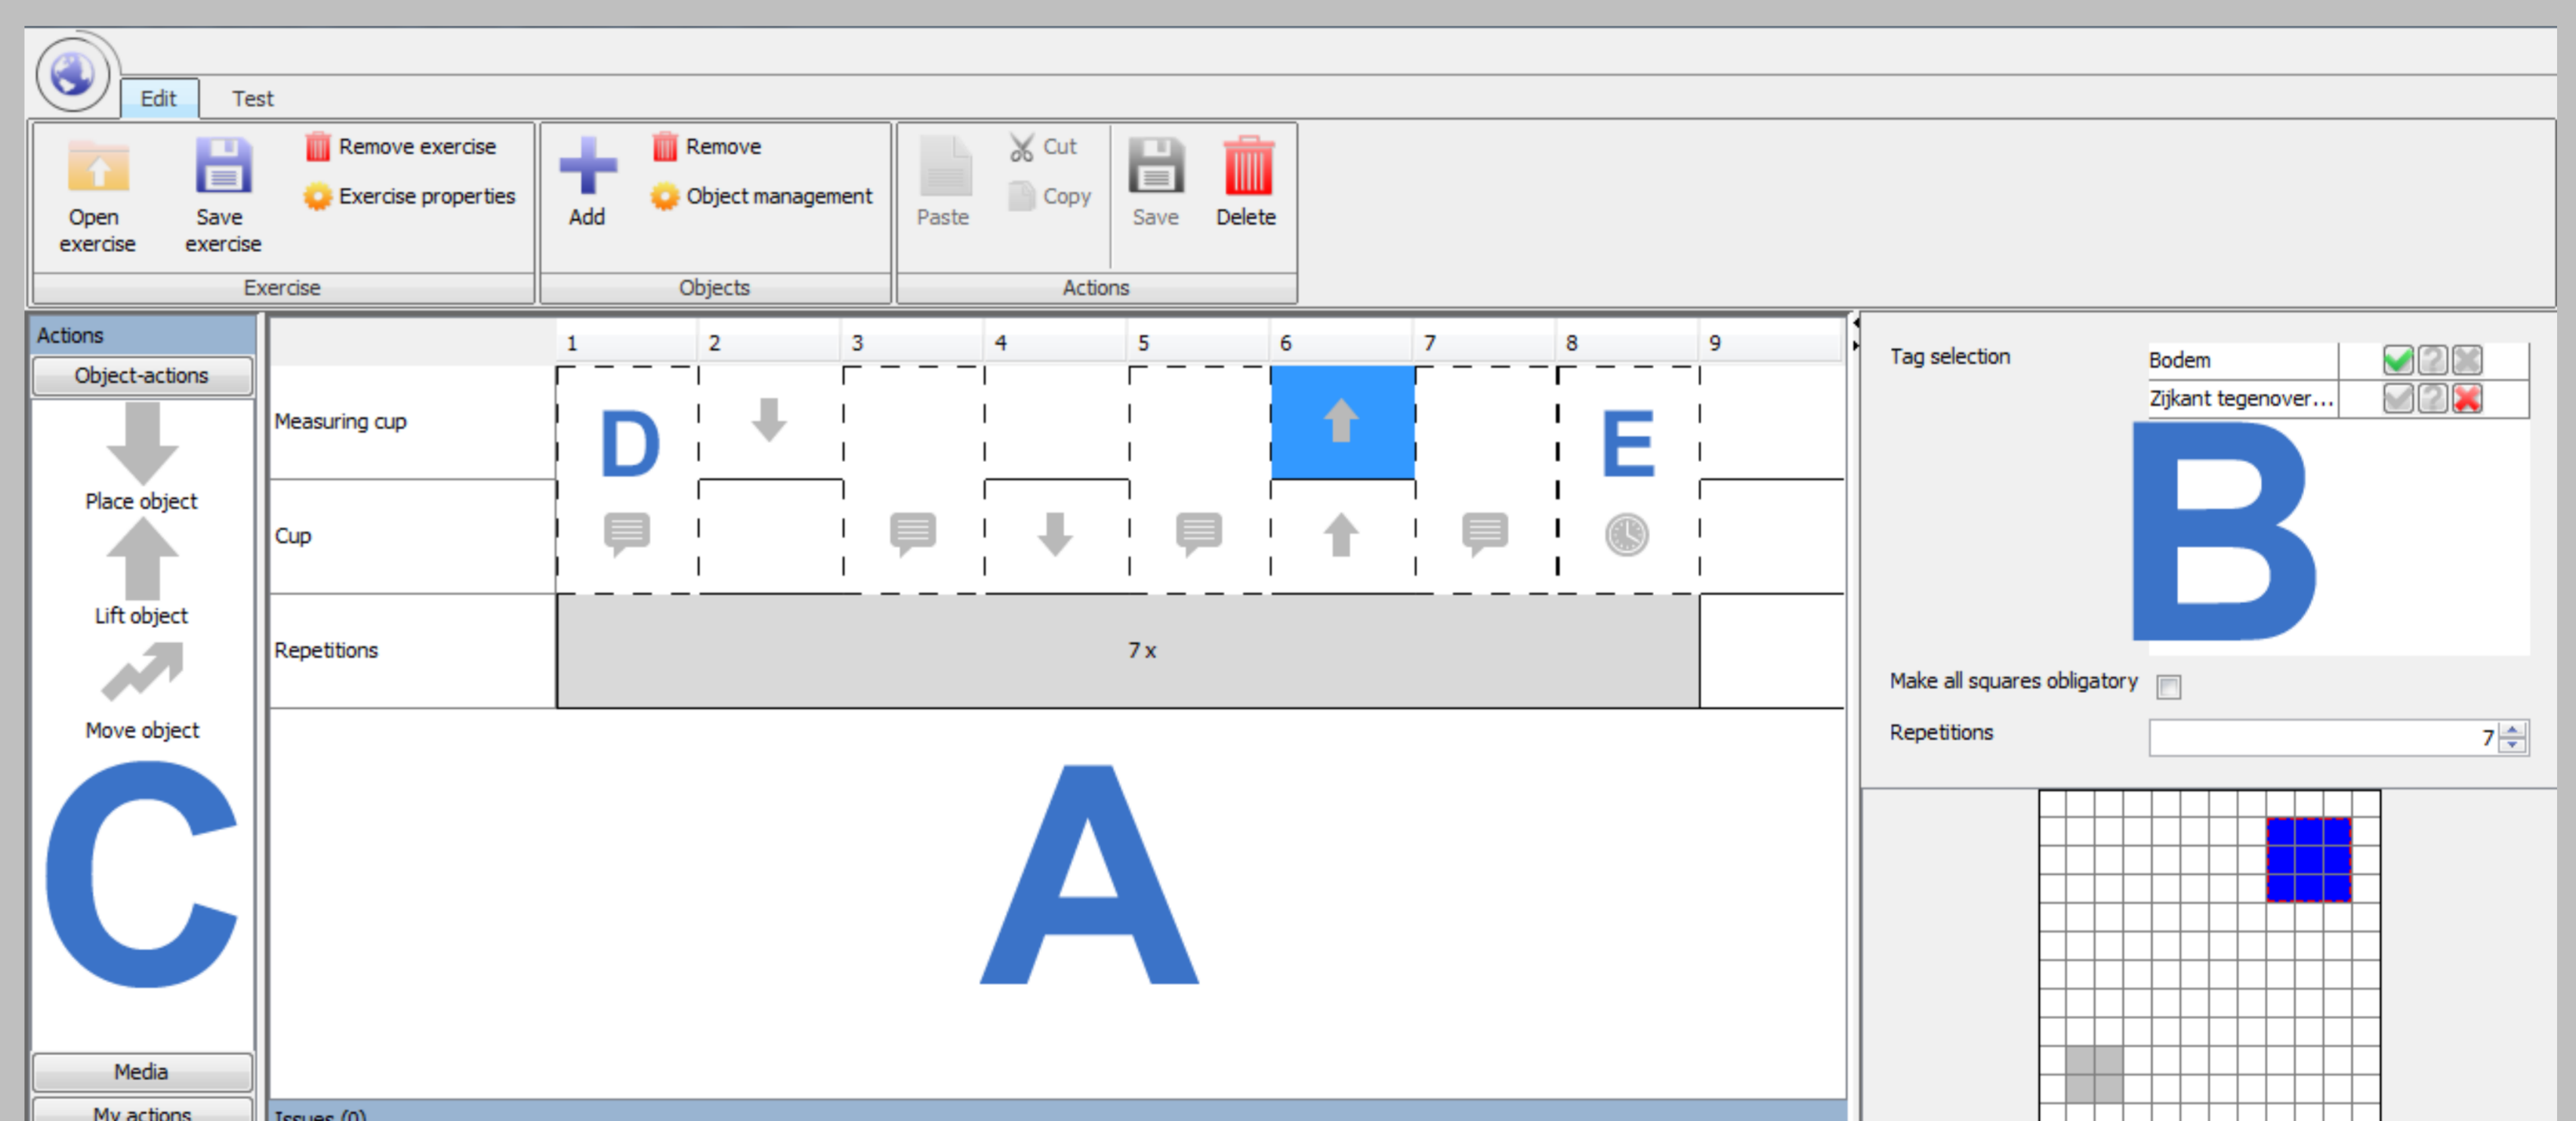 Edit Test
Remove exercise
Exercise properties
Open exercise
Save exercise
Exercise
Add
Remove
Object management
Objects
Paste
Cut
Copy
Save
Delete
Actions
Actions
Object-actions
Place object
Lift object
Move object
C
Media
My actions
1 2 3 4 5 6 7 8 9
Measuring cup
D
E
Cup
Repetitions
7 x
A
Issues (0)
Tag selection
Bodem
Zijkant tegenover...
B
Make all squares obligatory
Repetitions
7